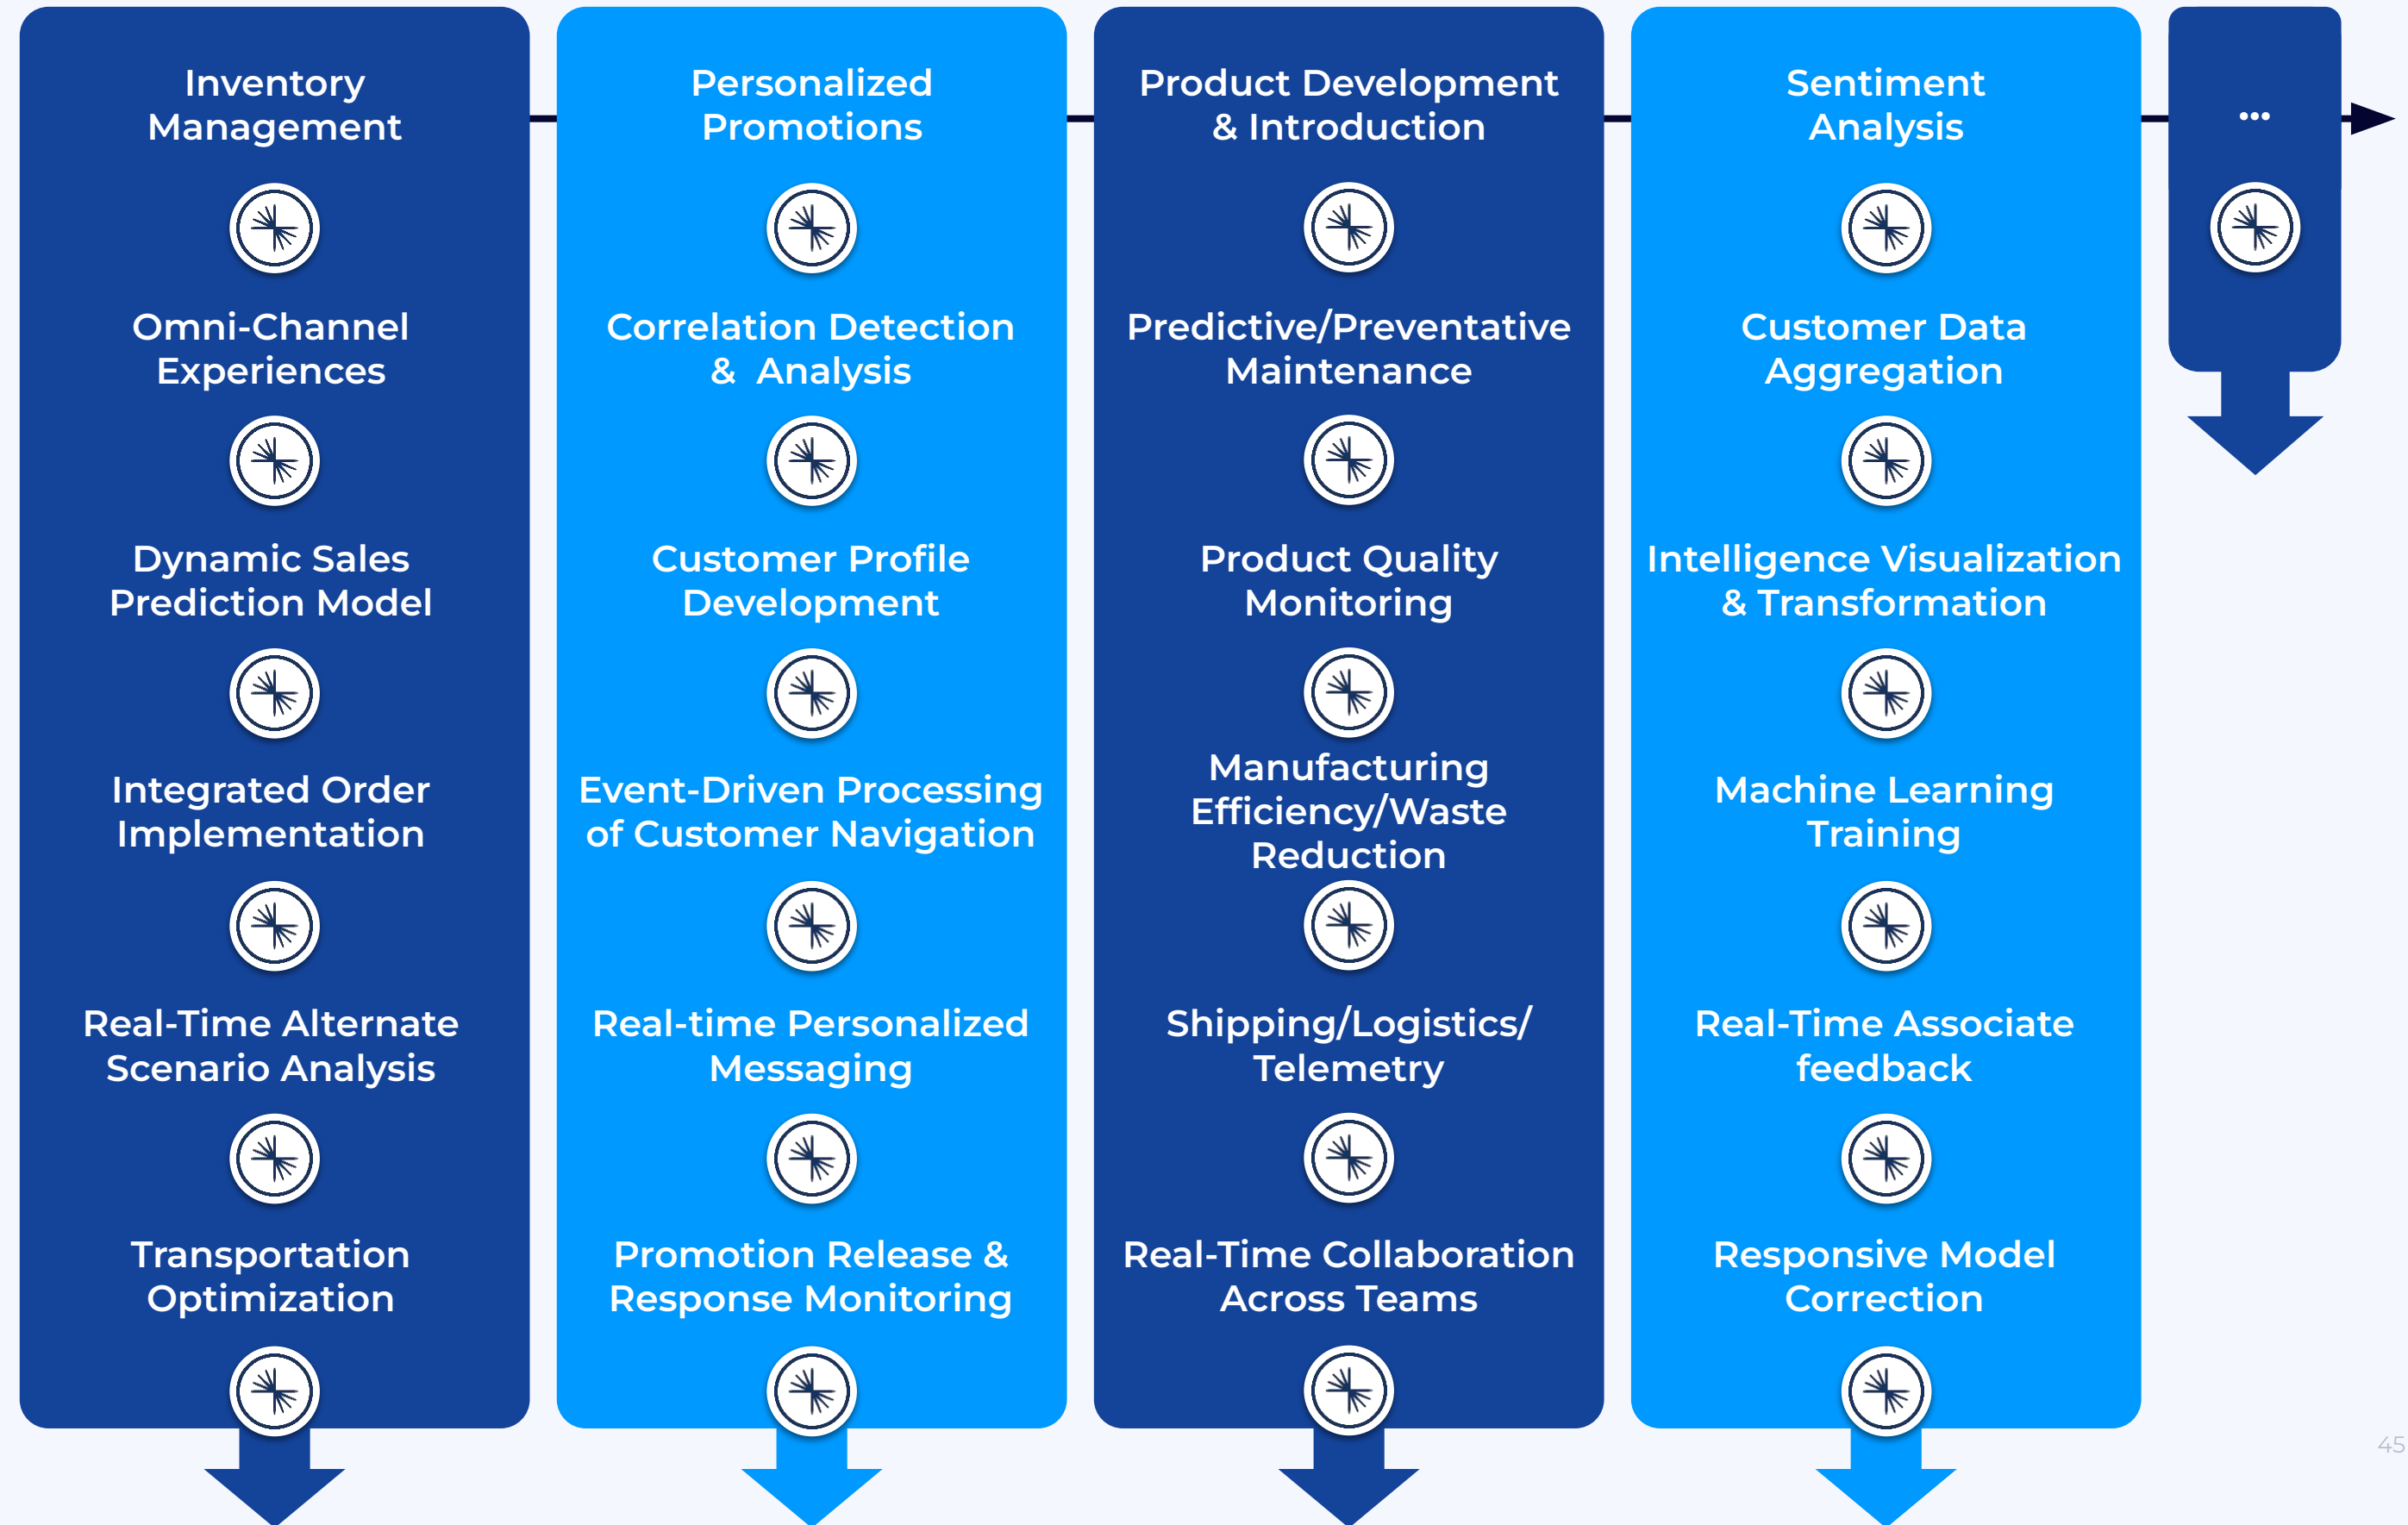 Inventory
Management
Omni-Channel
Experiences
Dynamic Sales
Prediction Model
Integrated Order
Implementation
Real-Time Alternate
Scenario Analysis
Transportation
Optimization
Personalized
Promotions
Correlation Detection
& Analysis
Customer Profile
Development
Event-Driven Processing
of Customer Navigation
Real-time Personalized
Messaging
Promotion Release &
Response Monitoring
Product Development
& Introduction
Predictive/Preventative
Maintenance
Product Quality
Monitoring
Manufacturing
Efficiency/Waste
Reduction
Shipping/Logistics/
Telemetry
Real-Time Collaboration
Across Teams
Sentiment
Analysis
Customer Data
Aggregation
Intelligence Visualization
& Transformation
Machine Learning
Training
Real-Time Associate
feedback
Responsive Model
Correction
...
45